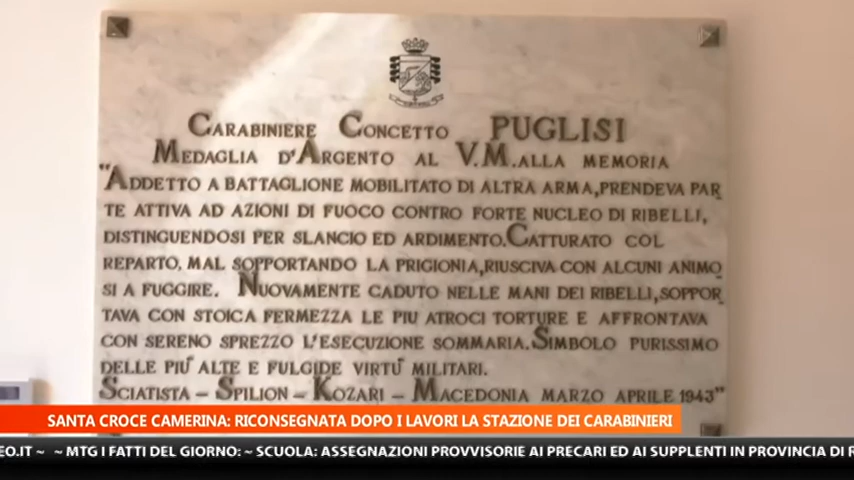 CARABINIERE CONCETTO PUGLISI
MEDAGLIA D'ARGENTO AL V.M. ALLA MEMORIA
"ADDETTO A BATTAGLIONE MOBILITATO DI ALTRA ARMA, PRENDEVA PAR
TE ATTIVA AD AZIONI DI FUOCO CONTRO FORTE NUCLEO DI RIBELLI,
DISTINGUENDOSI PER SLANCIO ED ARDIMENTO. CATTURATO COL
REPARTO, MAL SOPPORTANDO LA PRIGIONIA, RIUSCIVA CON ALCUNI ANIMO
SI A FUGGIRE. NUOVAMENTE CADUTO NELLE MANI DEI RIBELLI, SOPPOR
TAVA CON STOICA FERMEZZA LE PIU ATROCI TORTURE E AFFRONTAVA
CON SERENO SPREZZO L'ESECUZIONE SOMMARIA. SIMBOLO PURISSIMO
DELLE PIU' ALTE E FULGIDE VIRTU' MILITARI.
SCIATISTA - SPILION - KOZARI - MACEDONIA MARZO APRILE 1943"
SANTA CROCE CAMERINA: RICONSEGNATA DOPO I LAVORI LA STAZIONE DEI CARABINIERI
EO.IT ~ ~ MTG I FATTI DEL GIORNO: ~ SCUOLA: ASSEGNAZIONI PROVVISORIE AI PRECARI ED AI SUPPLENTI IN PROVINCIA DI R